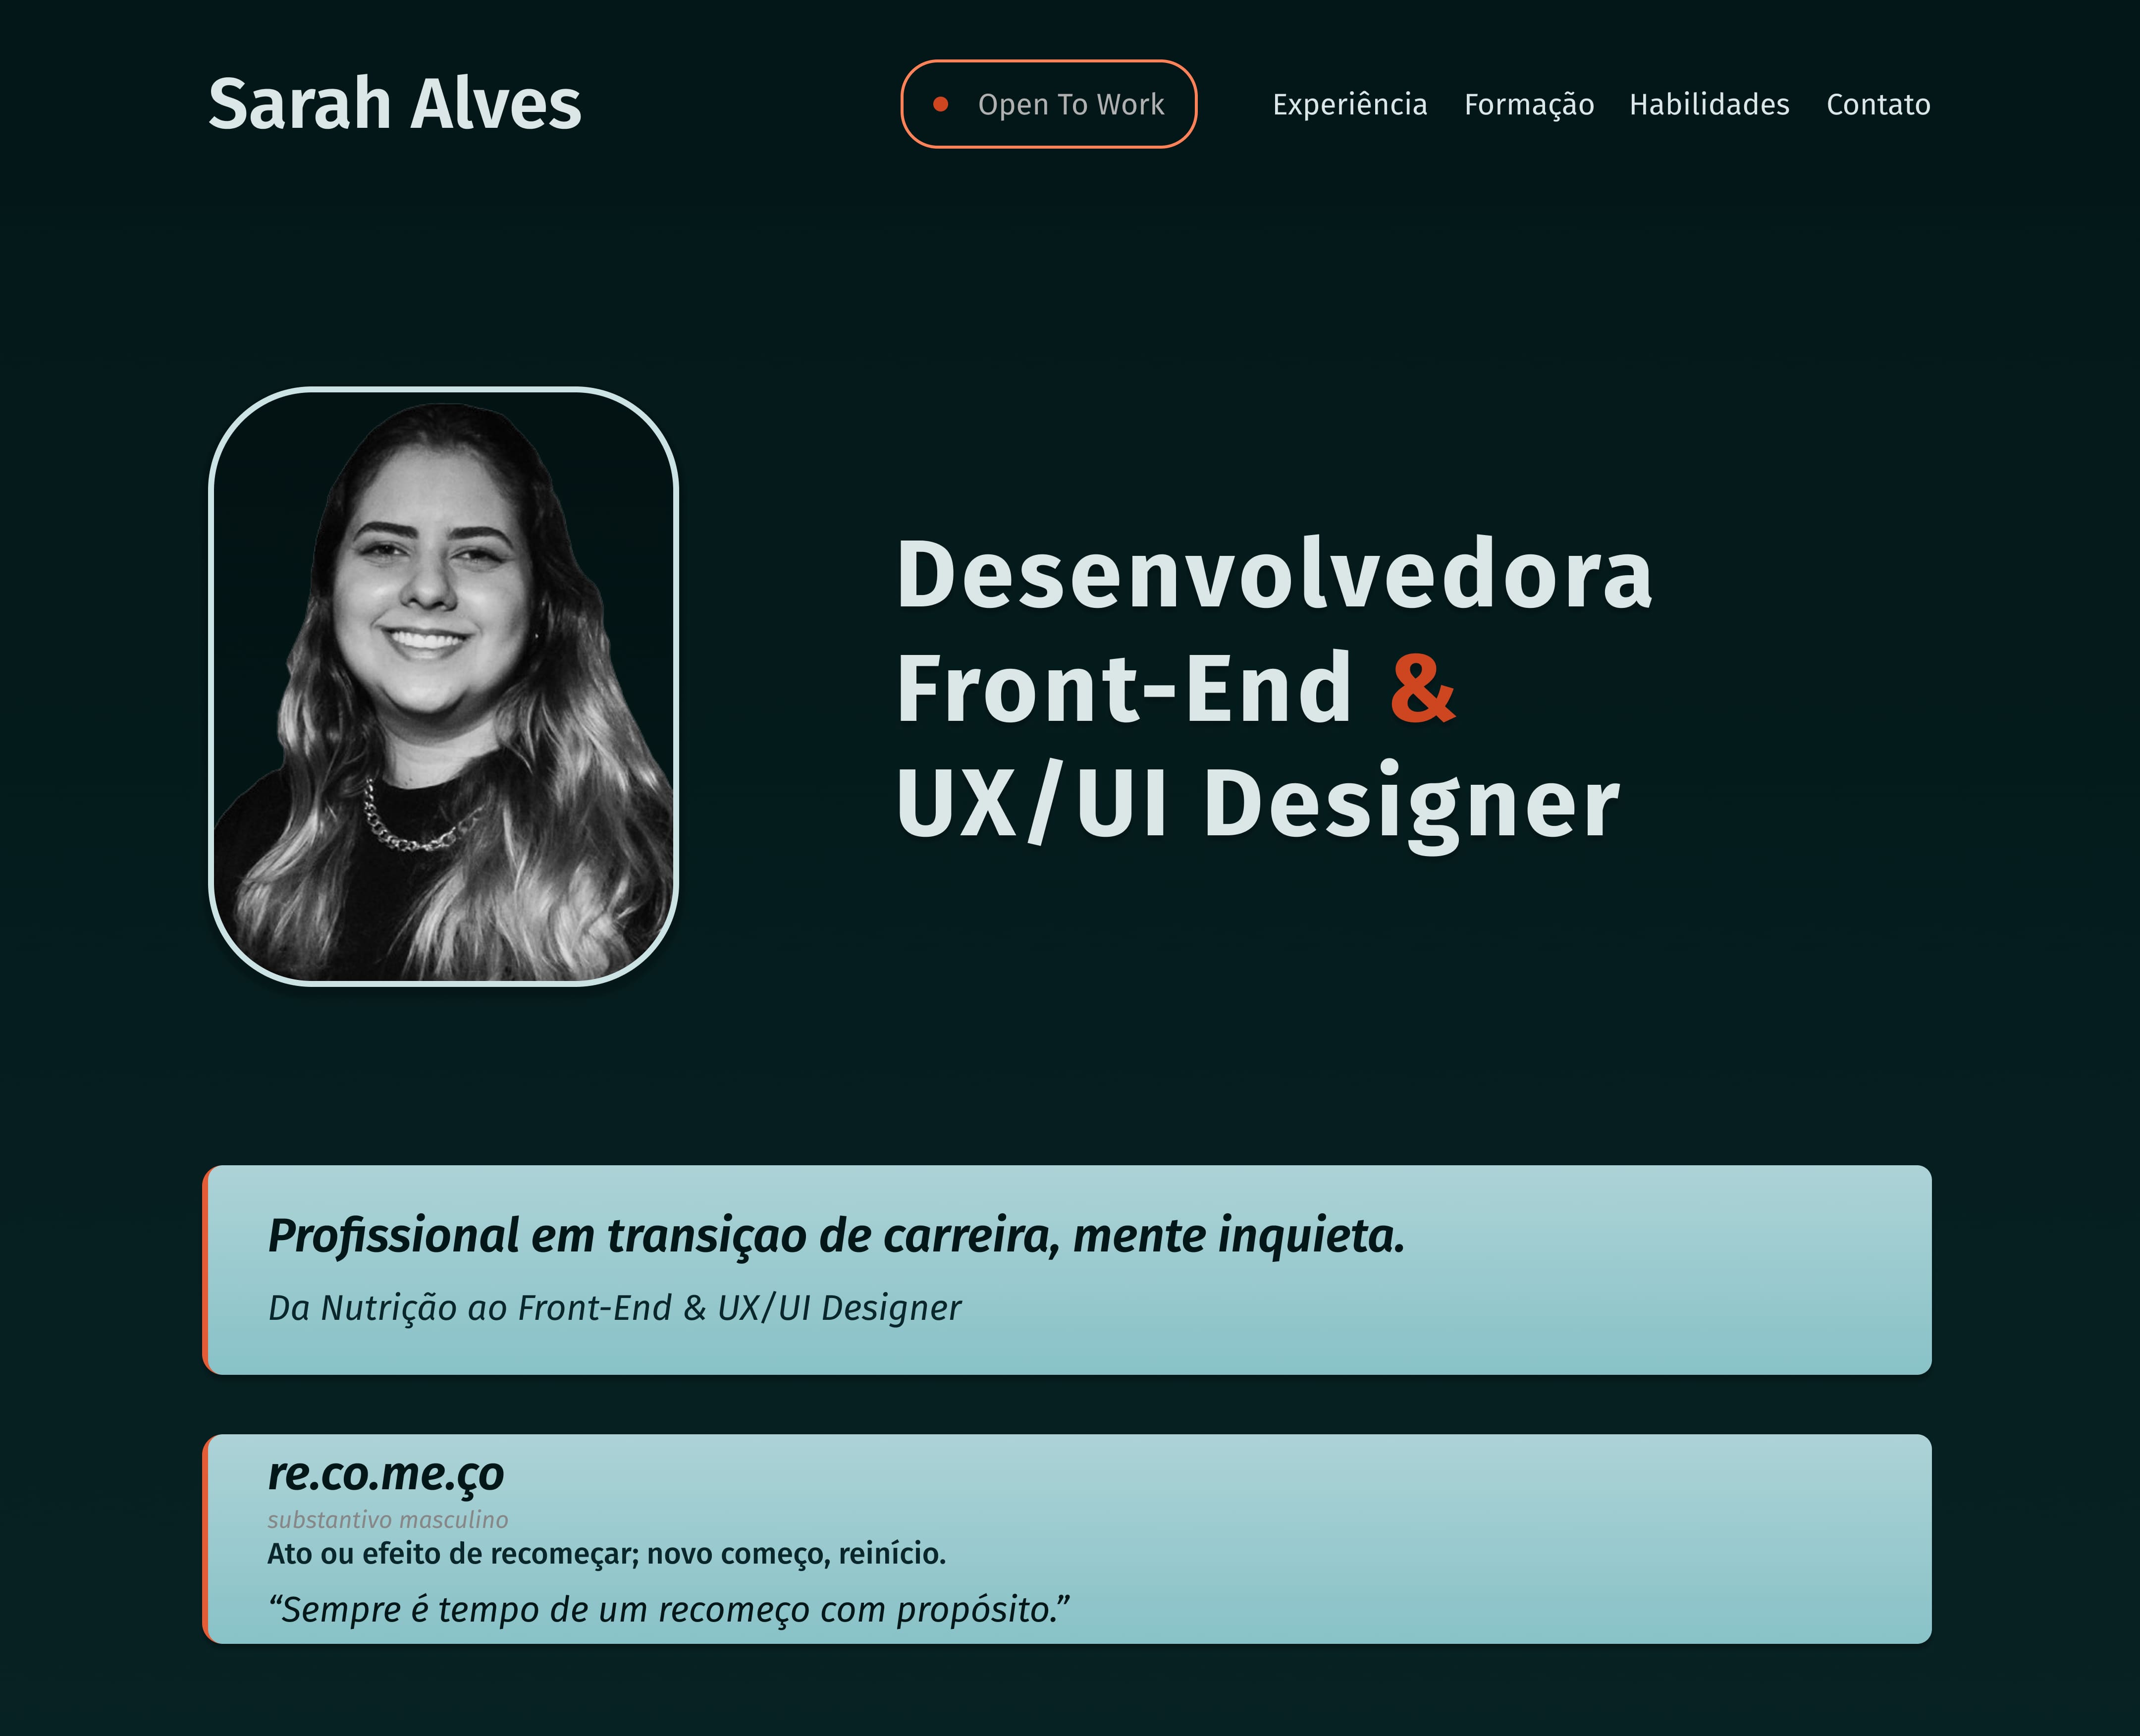 Sarah Alves
Open To Work
Experiência Formação Habilidades Contato
Desenvolvedora
Front-End &
UX/UI Designer
Profissional em transiçao de carreira, mente inquieta.
Da Nutrição ao Front-End & UX/UI Designer
re.co.me.ço
substantivo masculino
Ato ou efeito de recomeçar; novo começo, reinício.
“Sempre é tempo de um recomeço com propósito.”